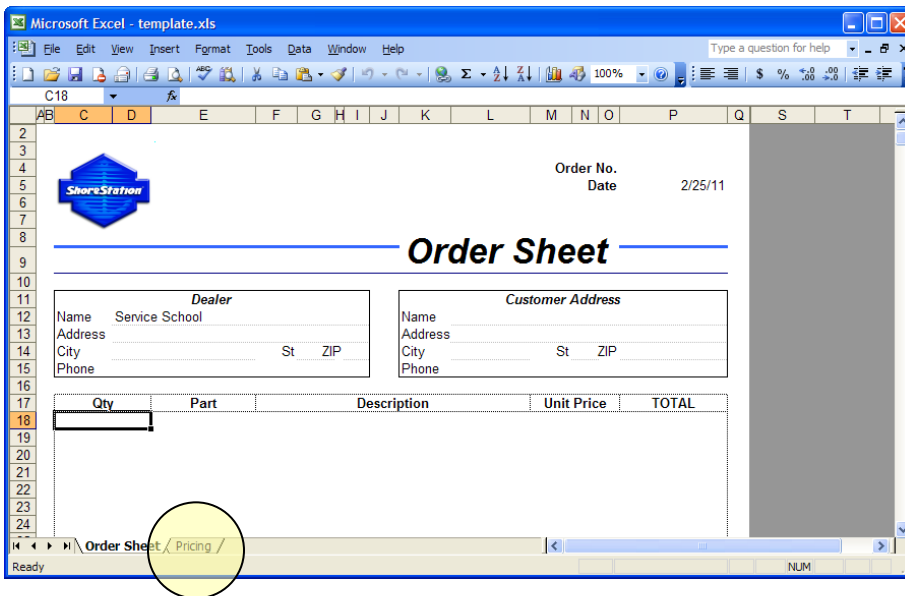 Microsoft Excel - template.xls
File Edit View Insert Format Tools Data Window Help Type a question for help
100% $ %
C18 fx
A B C D E F G H I J K L M N O P Q S T
2
3
4 Order No.
5 ShoreStation Date 2/25/11
6
7
8
9 Order Sheet
10
11 Dealer Customer Address
12 Name Service School Name
13 Address Address
14 City St ZIP City St ZIP
15 Phone Phone
16
17 Qty Part Description Unit Price TOTAL
18
19
20
21
22
23
24
Order Sheet Pricing
Ready NUM